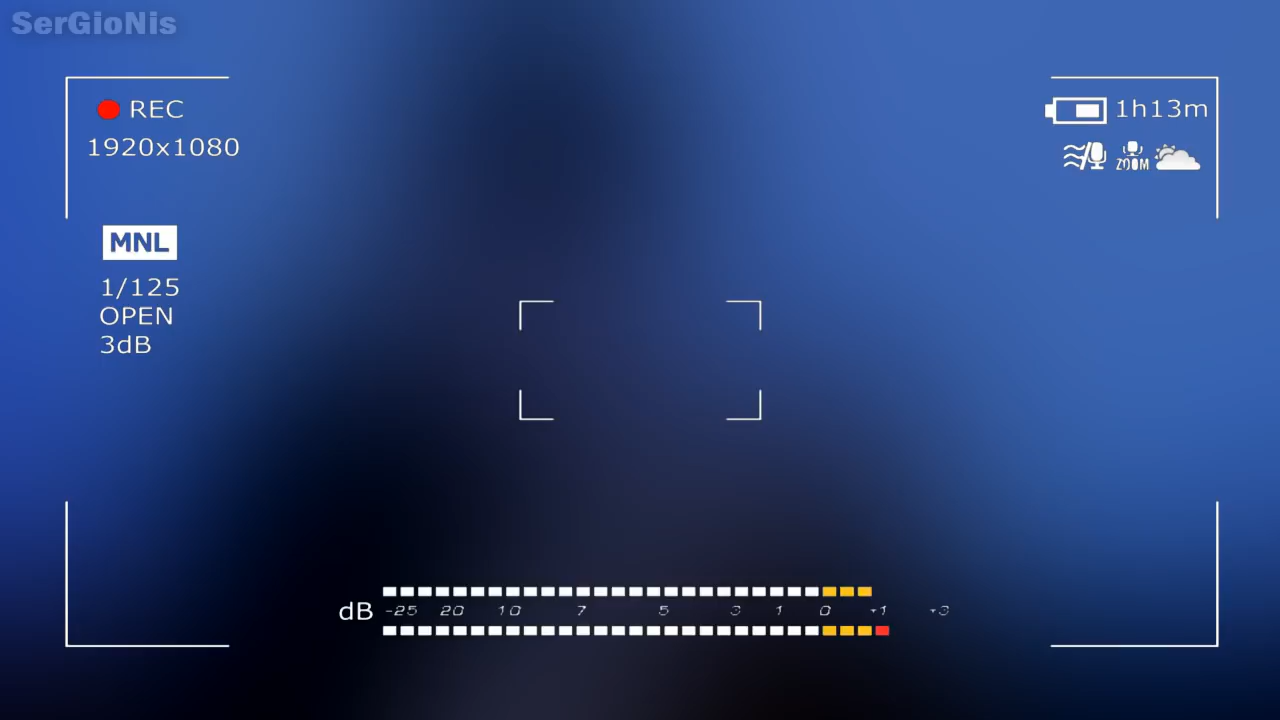 SerGioNis
REC
1h13m
1920x1080
ZOOM
MNL
1/125
OPEN
3dB
dB -25 20 10 7 5 3 1 0 +1 +3